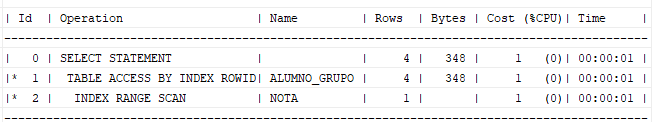 | Id | Operation | Name | Rows | Bytes | Cost (%CPU)| Time |
--------------------------------------------------------------------------------------------
| 0 | SELECT STATEMENT | | 4 | 348 | 1 (0)| 00:00:01 |
|* 1 | TABLE ACCESS BY INDEX ROWID| ALUMNO_GRUPO | 4 | 348 | 1 (0)| 00:00:01 |
|* 2 | INDEX RANGE SCAN | NOTA | 1 | | 1 (0)| 00:00:01 |
--------------------------------------------------------------------------------------------